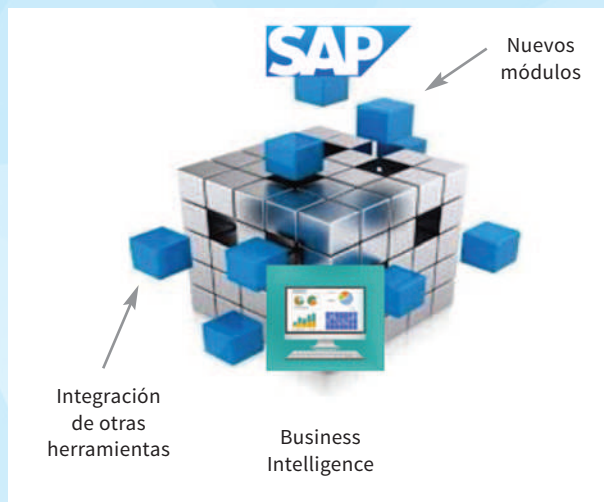 SAP
Nuevos
módulos
Integración
de otras
herramientas
Business
Intelligence